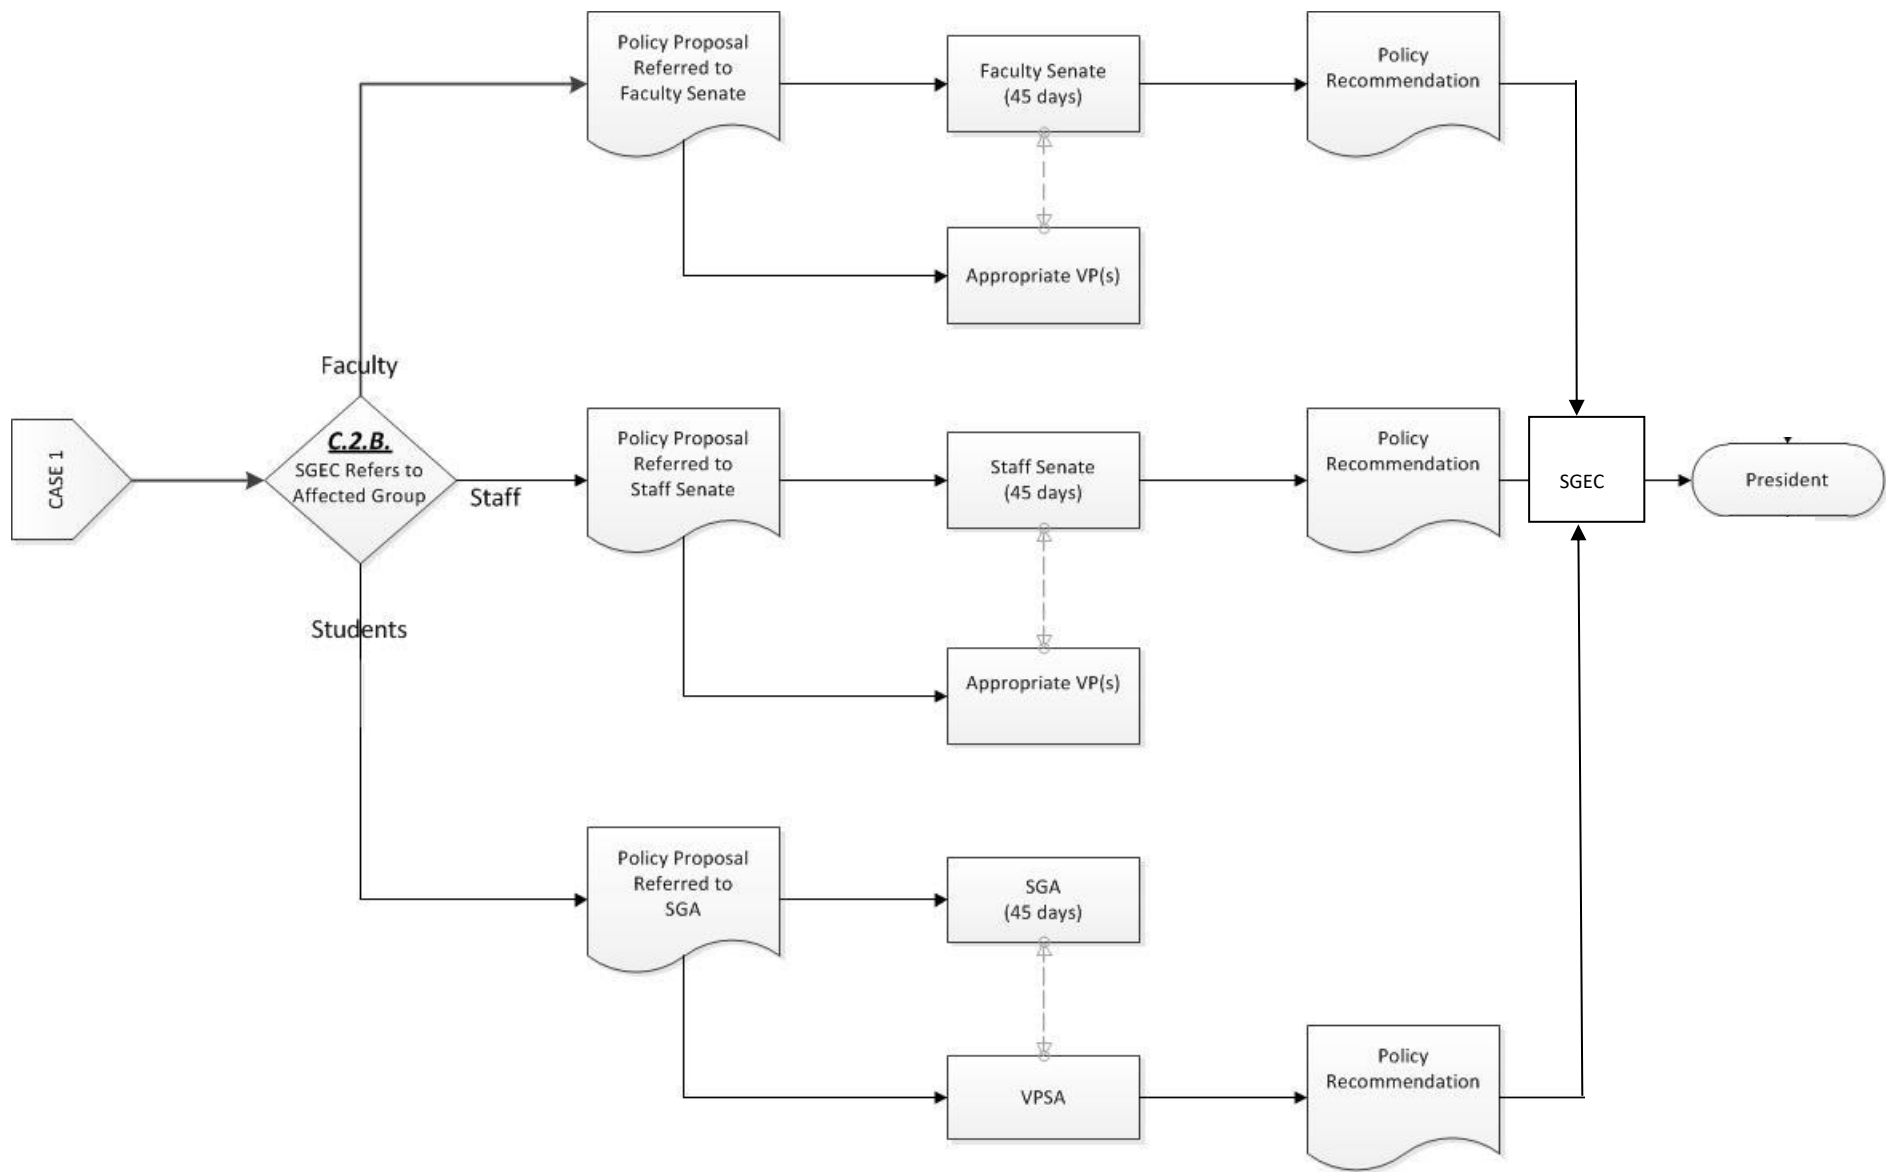 Policy Proposal
Referred to
Faculty Senate
Faculty Senate
(45 days)
Policy
Recommendation
Appropriate VP(s)
Faculty
CASE 1
C.2.B.
SGEC Refers to
Affected Group
Staff
Policy Proposal
Referred to
Staff Senate
Staff Senate
(45 days)
Policy
Recommendation
SGEC
President
Students
Appropriate VP(s)
Policy Proposal
Referred to
SGA
SGA
(45 days)
VPSA
Policy
Recommendation